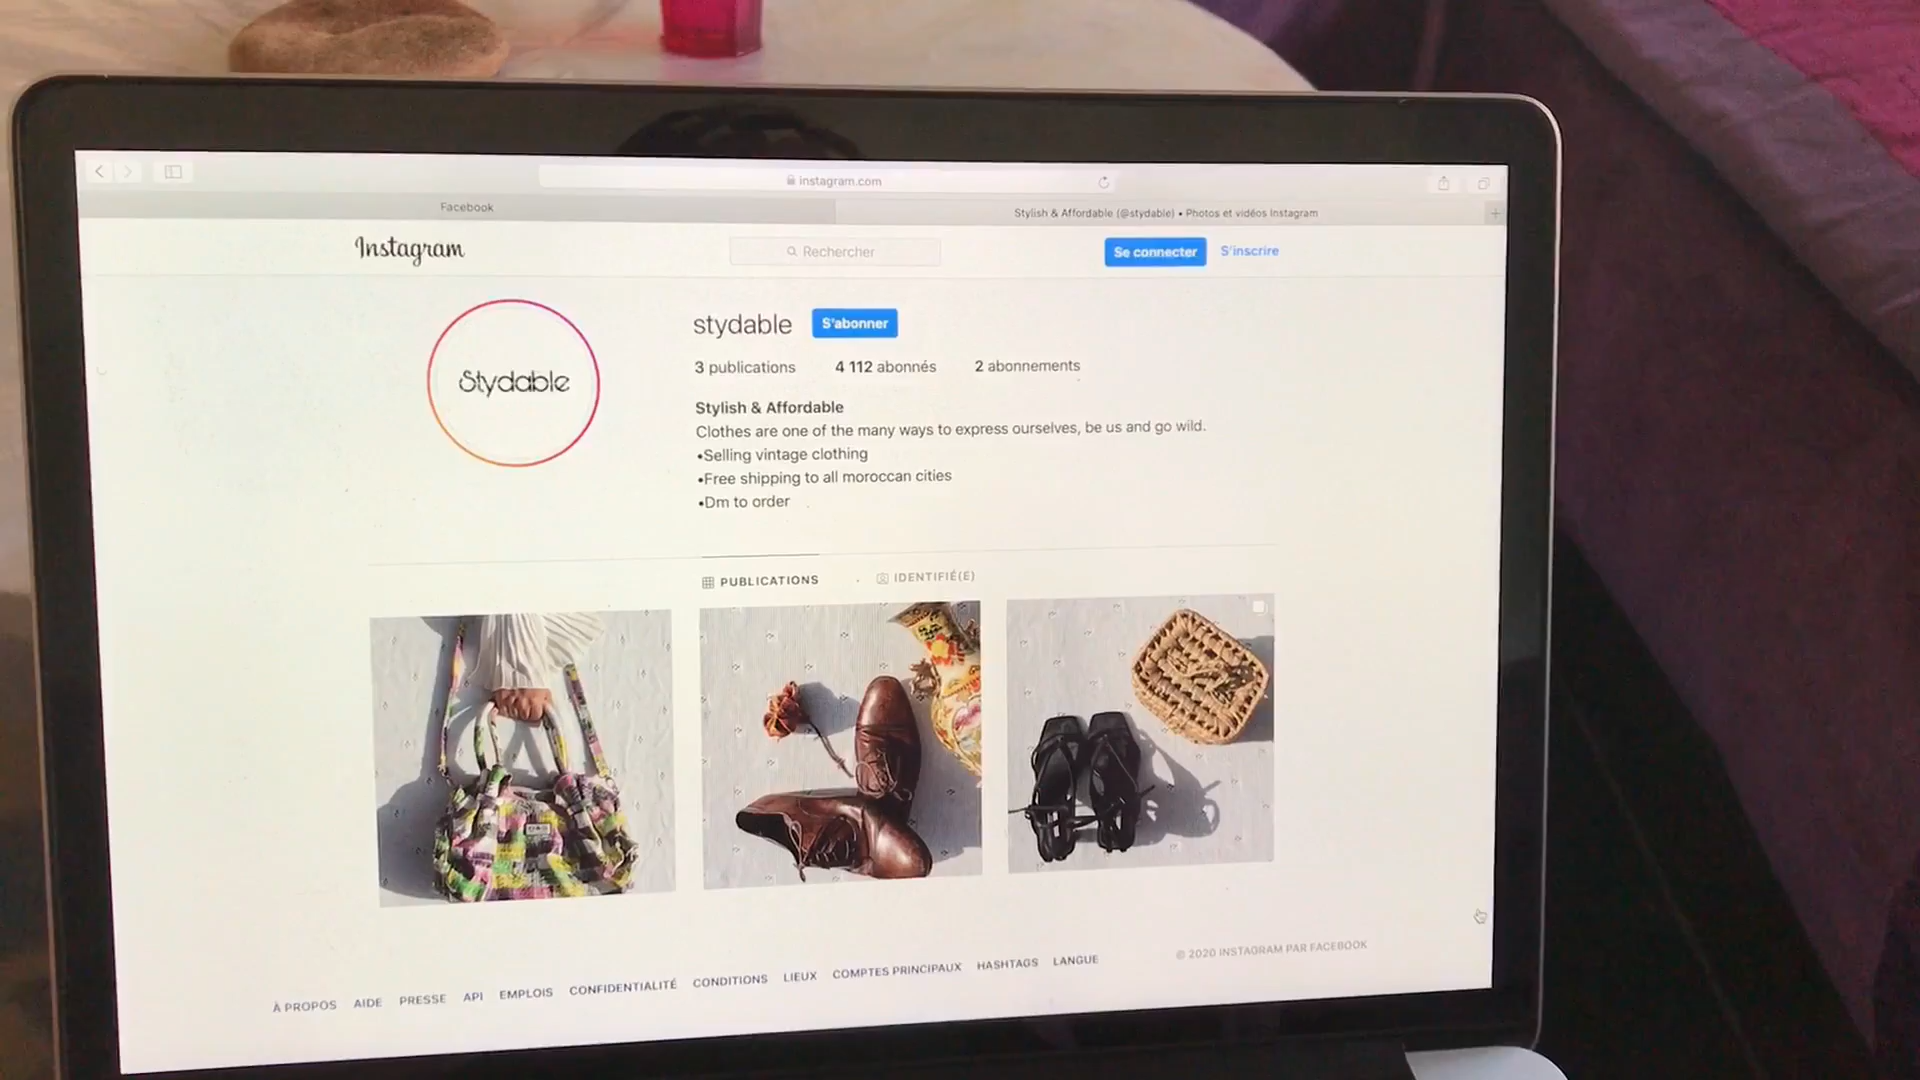 instagram.com
Facebook
Stylish & Affordable (@stydable) • Photos et vidéos Instagram
Instagram
Rechercher
Se connecter
S'inscrire
Stydable
stydable
S'abonner
3 publications
4 112 abonnés
2 abonnements
Stylish & Affordable
Clothes are one of the many ways to express ourselves, be us and go wild.
•Selling vintage clothing
•Free shipping to all moroccan cities
•Dm to order
PUBLICATIONS
IDENTIFIÉ(E)
À PROPOS AIDE PRESSE API EMPLOIS CONFIDENTIALITÉ CONDITIONS LIEUX COMPTES PRINCIPAUX HASHTAGS LANGUE
© 2020 INSTAGRAM PAR FACEBOOK